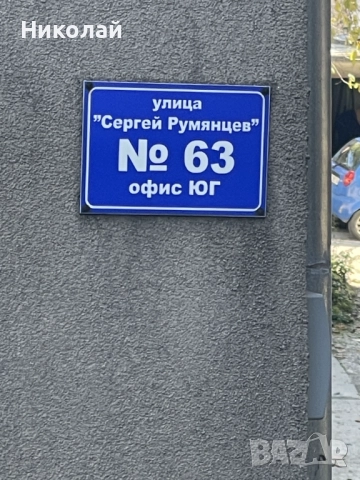 Николай
улица
"Сергей Румянцев"
№ 63
офис ЮГ
BAZAR